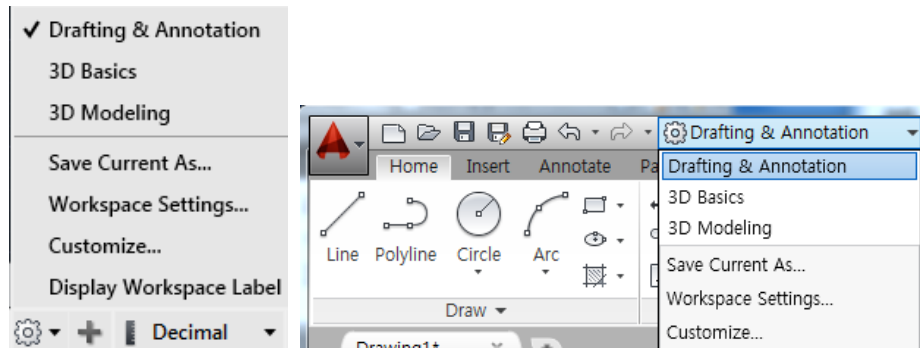 Drafting & Annotation
3D Basics
3D Modeling
Save Current As...
Workspace Settings...
Customize...
Display Workspace Label
Decimal
Drafting & Annotation
Home Insert Annotate
Line Polyline Circle Arc
Draw
Drafting & Annotation
3D Basics
3D Modeling
Save Current As...
Workspace Settings...
Customize...